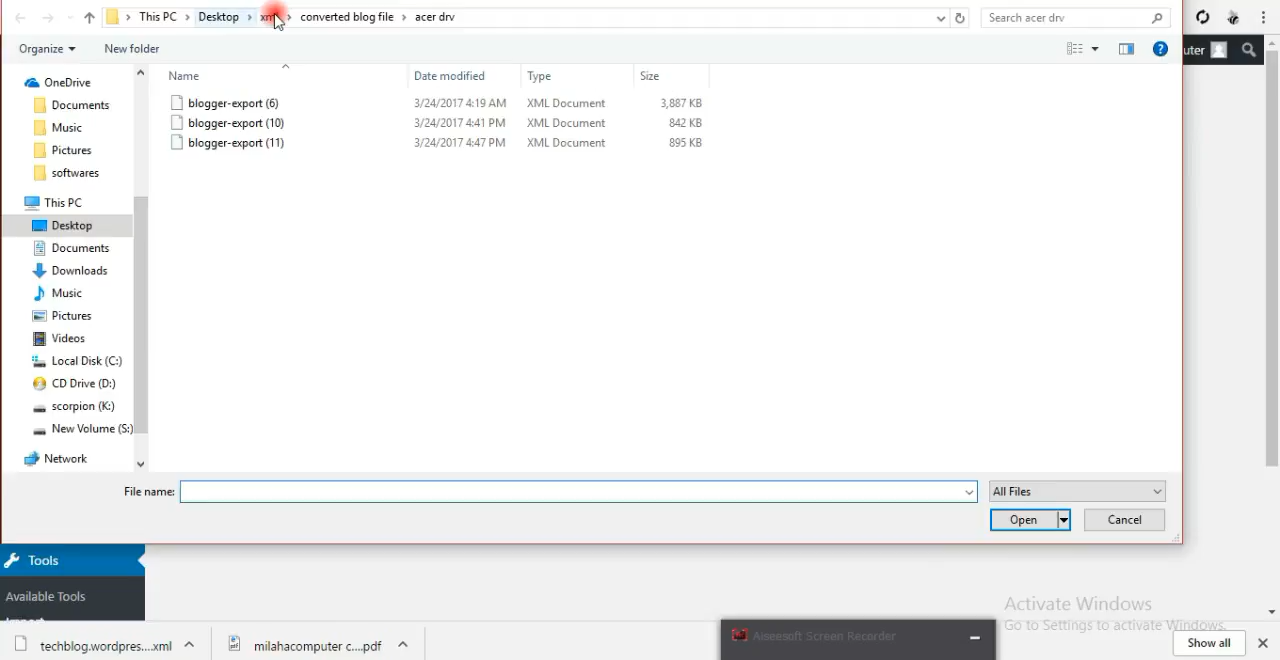 This PC > Desktop > converted blog file > acer drv
Search acer drv
Organize
New folder
uter
OneDrive
Documents
Music
Pictures
softwares
This PC
Desktop
Documents
Downloads
Music
Pictures
Videos
Local Disk (C:)
CD Drive (D:)
scorpion (K:)
New Volume (S:)
Network
Name Date modified Type Size
blogger-export (6) 3/24/2017 4:19 AM XML Document 3,887 KB
blogger-export (10) 3/24/2017 4:41 PM XML Document 842 KB
blogger-export (11) 3/24/2017 4:47 PM XML Document 895 KB
File name:
All Files
Open
Cancel
Tools
Available Tools
Import
Activate Windows
Go to Settings to activate Windows.
techblog.wordpres....xml
milahacomputer c....pdf
Aiseesoft Screen Recorder
Show all